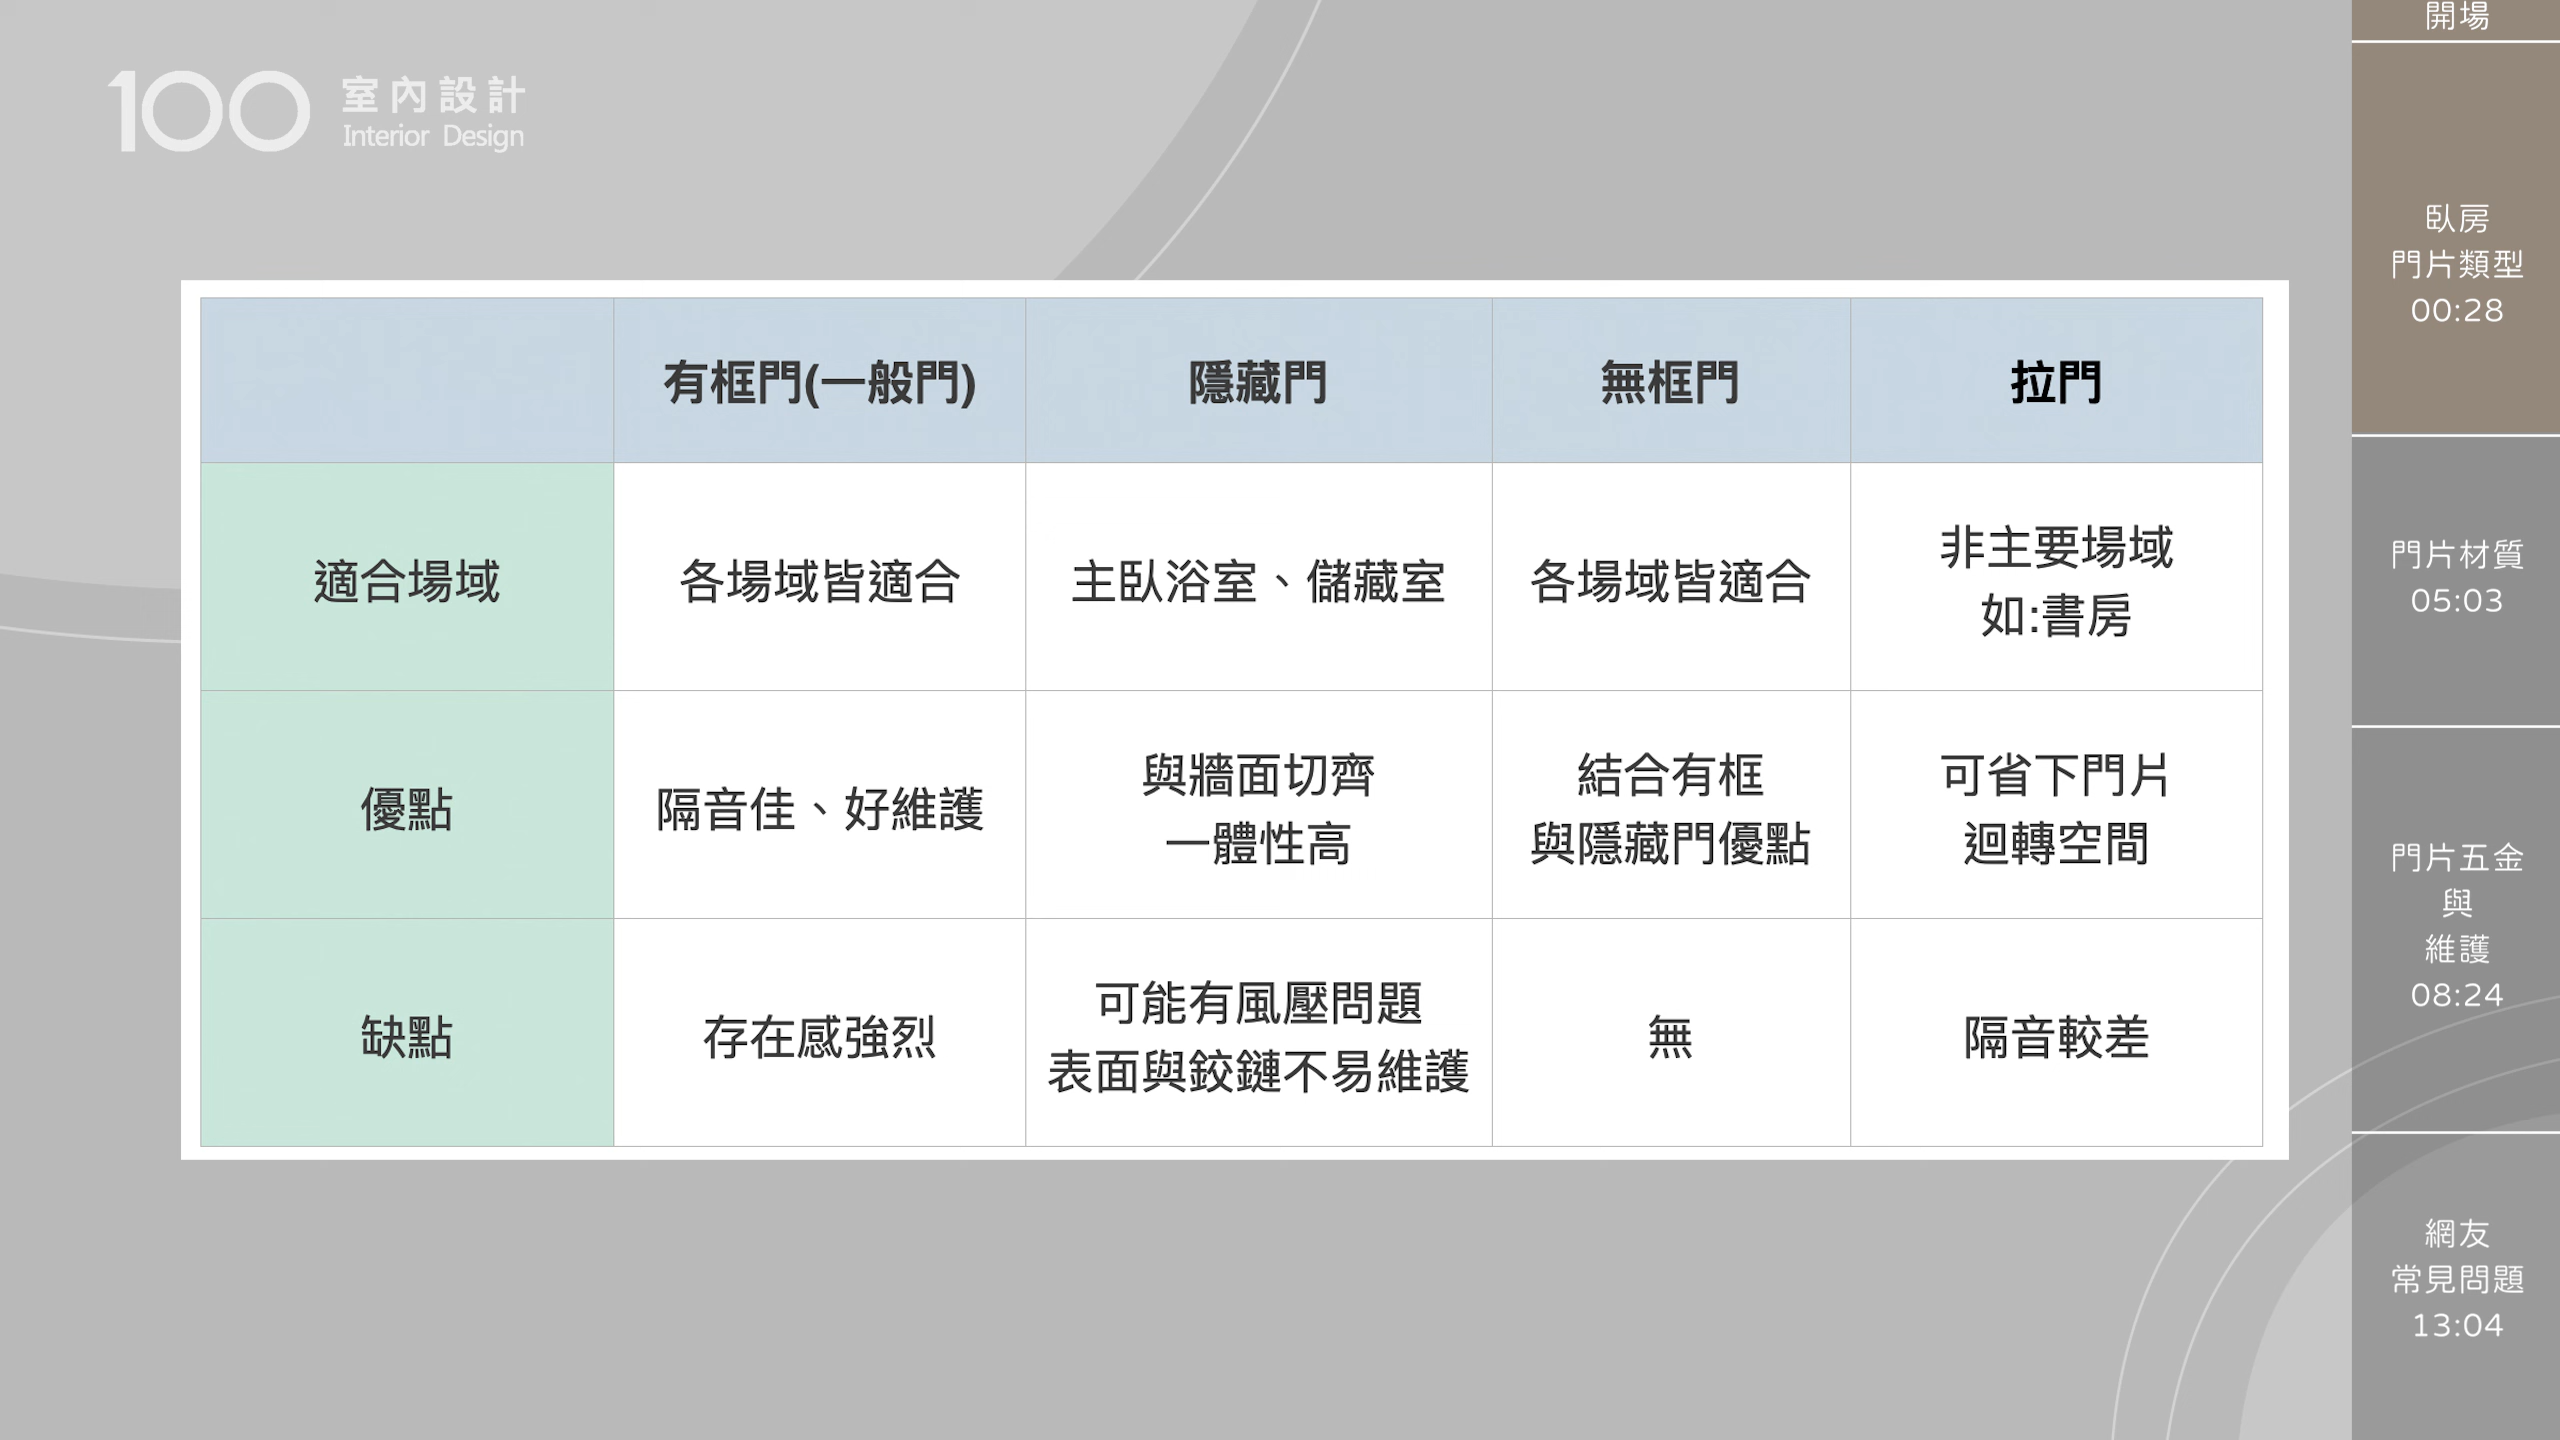 100 室內設計
Interior Design
有框門(一般門) 隱藏門 無框門 拉門
適合場域 各場域皆適合 主臥浴室、儲藏室 各場域皆適合 非主要場域
如:書房
優點 隔音佳、好維護 與牆面切齊
一體性高 結合有框
與隱藏門優點 可省下門片
迴轉空間
缺點 存在感強烈 可能有風壓問題
表面與鉸鏈不易維護 無 隔音較差
開場
臥房
門片類型
00:28
門片材質
05:03
門片五金
與
維護
08:24
網友
常見問題
13:04